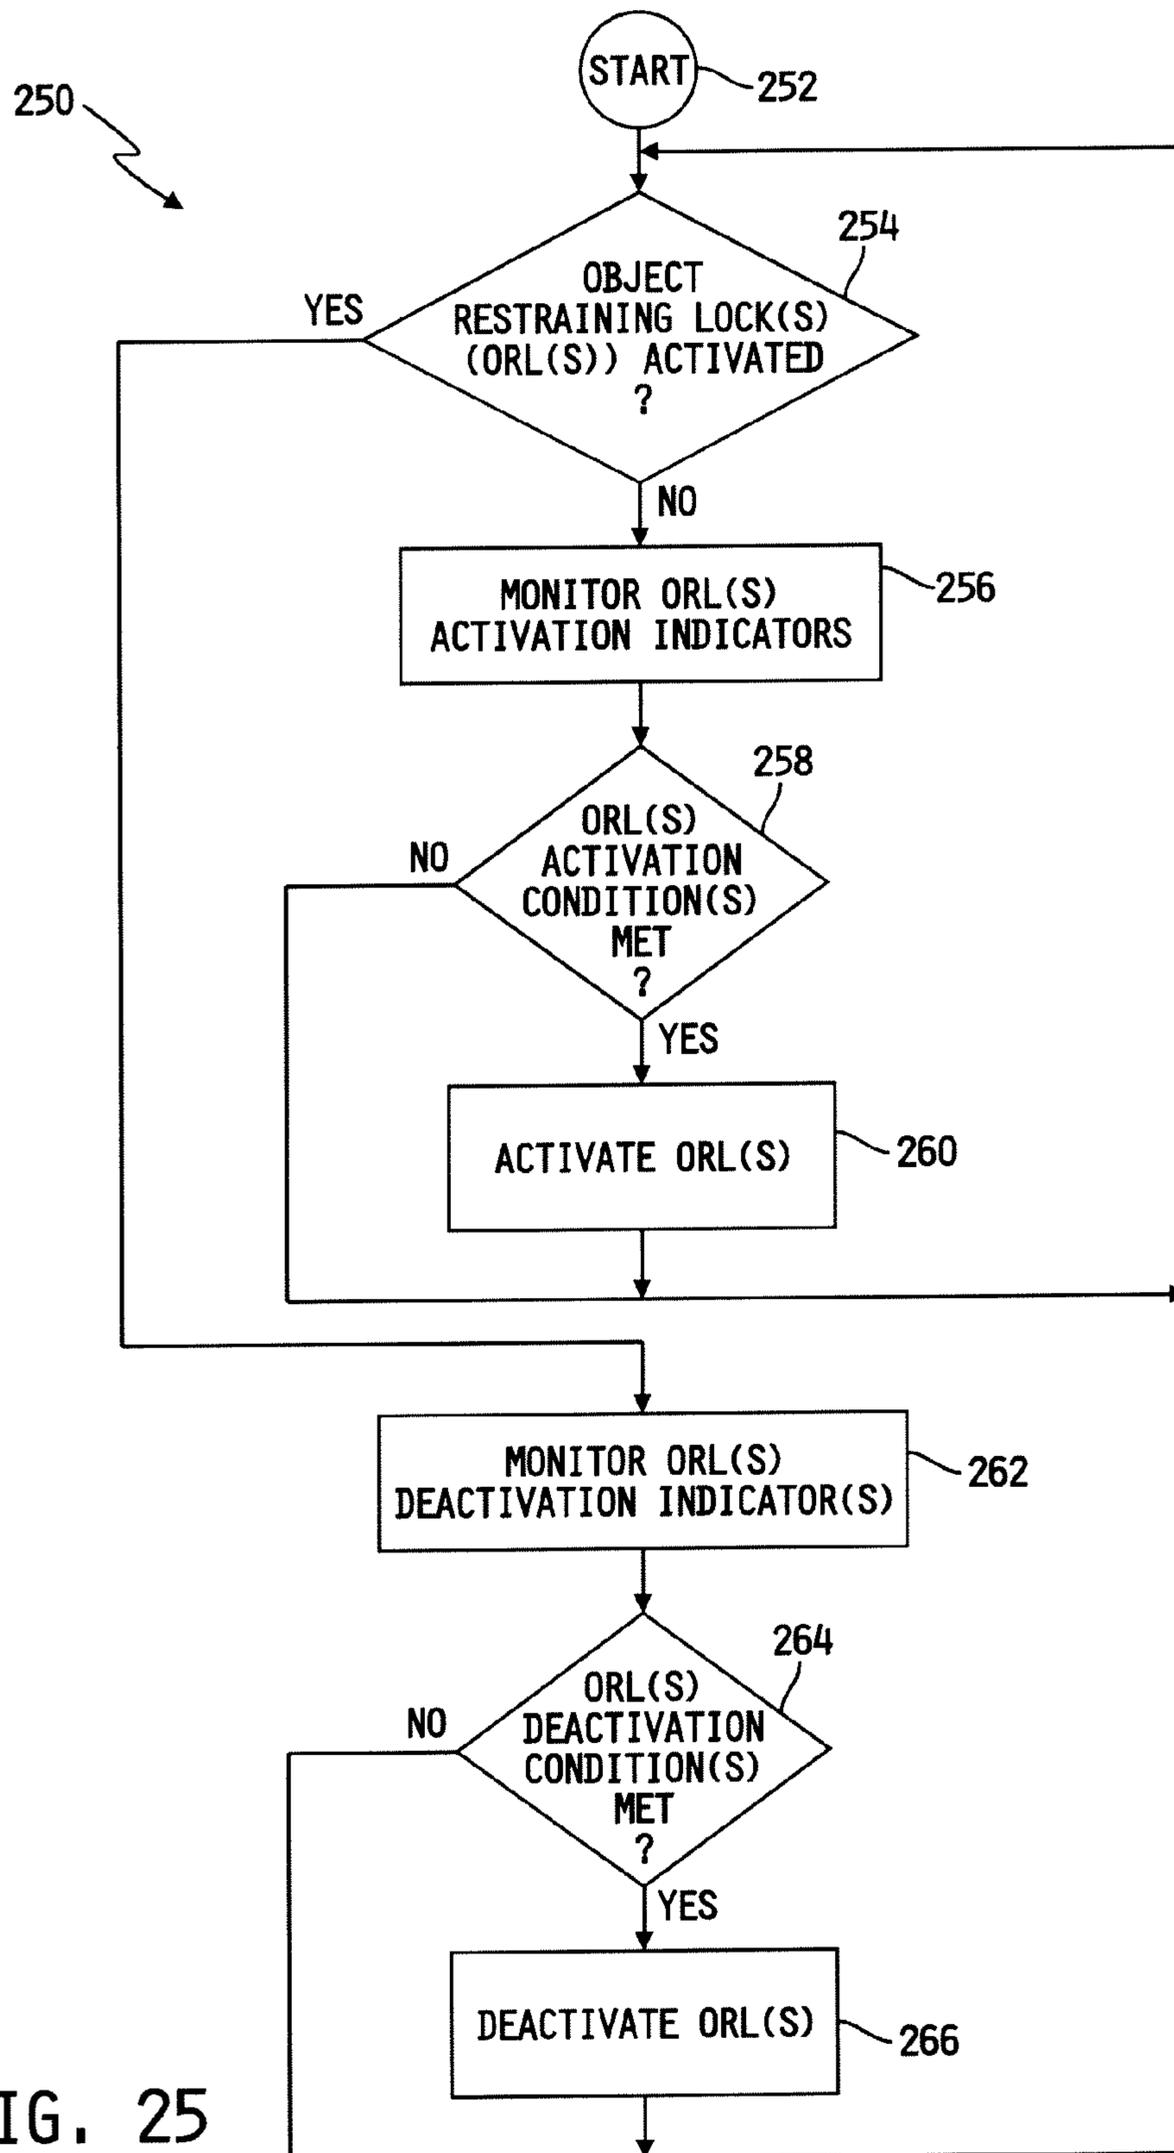 START
252
250
254
OBJECT
RESTRAINING LOCK(S)
(ORL(S)) ACTIVATED
?
YES
NO
MONITOR ORL(S)
ACTIVATION INDICATORS
256
258
ORL(S)
ACTIVATION
CONDITION(S)
MET
?
NO
YES
ACTIVATE ORL(S)
260
MONITOR ORL(S)
DEACTIVATION INDICATOR(S)
262
264
ORL(S)
DEACTIVATION
CONDITION(S)
MET
?
NO
YES
DEACTIVATE ORL(S)
266
IG. 25